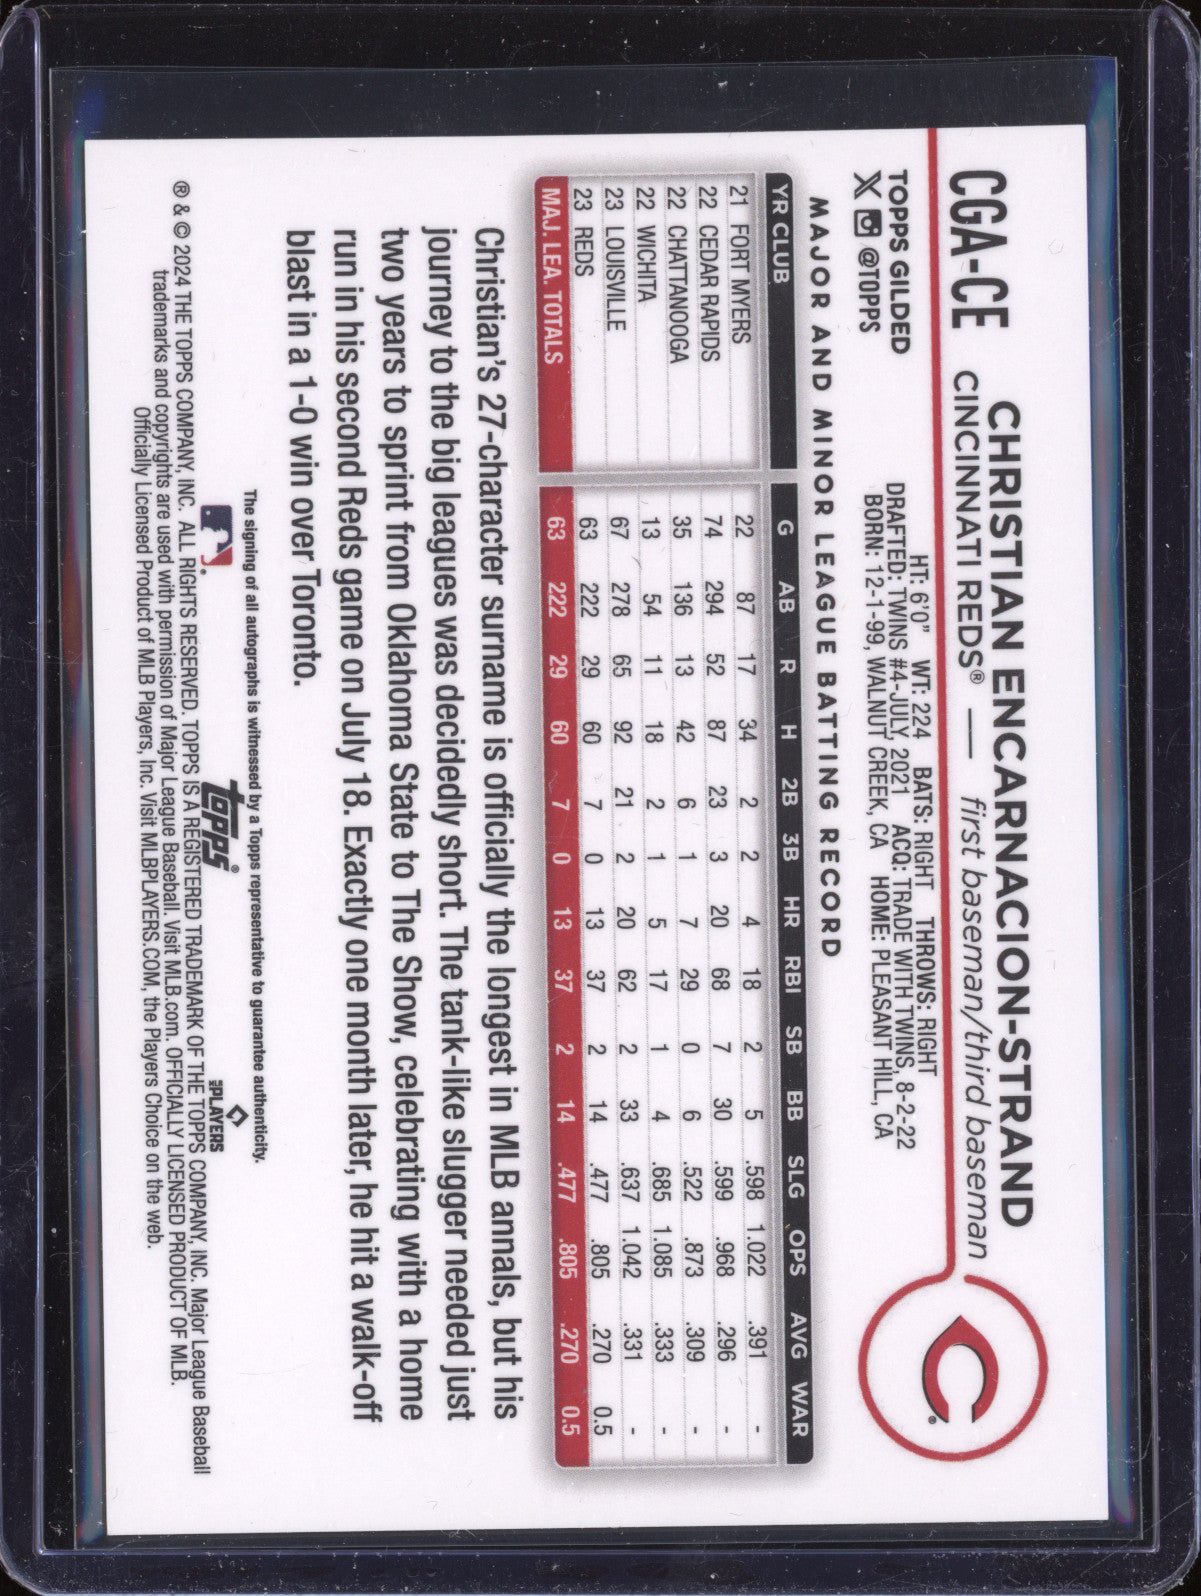 CGA-CE
CHRISTIAN ENCARNACION-STRAND
CINCINNATI REDS® — first baseman/third baseman
TOPPS GILDED
X @TOPPS
HT: 6'0" WT: 224 BATS: RIGHT THROWS: RIGHT
DRAFTED: TWINS #4-JULY, 2021 ACQ: TRADE WITH TWINS, 8-2-22
BORN: 12-1-99, WALNUT CREEK, CA HOME: PLEASANT HILL, CA
C
MAJOR AND MINOR LEAGUE BATTING RECORD
YR CLUB G AB R H 2B 3B HR RBI SB BB SLG OPS AVG WAR
21 FORT MYERS 22 87 17 34 2 2 4 18 2 5 .598 1.022 .391 -
22 CEDAR RAPIDS 74 294 52 87 23 3 20 68 7 30 .599 .968 .296 -
22 CHATTANOOGA 35 136 13 42 6 1 7 29 0 6 .522 .873 .309 -
22 WICHITA 13 54 11 18 2 1 5 17 1 4 .685 1.085 .333 -
23 LOUISVILLE 67 278 65 92 21 2 20 62 2 33 .637 1.042 .331 -
23 REDS 63 222 29 60 7 0 13 37 2 14 .477 .805 .270 0.5
MAJ. LEA. TOTALS 63 222 29 60 7 0 13 37 2 14 .477 .805 .270 0.5
Christian's 27-character surname is officially the longest in MLB annals, but his
journey to the big leagues was decidedly short. The tank-like slugger needed just
two years to sprint from Oklahoma State to The Show, celebrating with a home
run in his second Reds game on July 18. Exactly one month later, he hit a walk-off
blast in a 1-0 win over Toronto.
The signing of all autographs is witnessed by a Topps representative to guarantee authenticity.
topps®
PLAYERS
® & © 2024 THE TOPPS COMPANY, INC. ALL RIGHTS RESERVED. TOPPS IS A REGISTERED TRADEMARK OF THE TOPPS COMPANY, INC. Major League Baseball
trademarks and copyrights are used with permission of Major League Baseball. Visit MLB.com. OFFICIALLY LICENSED PRODUCT OF MLB.
Officially Licensed Product of MLB Players, Inc. Visit MLBPLAYERS.COM, the Players Choice on the web.